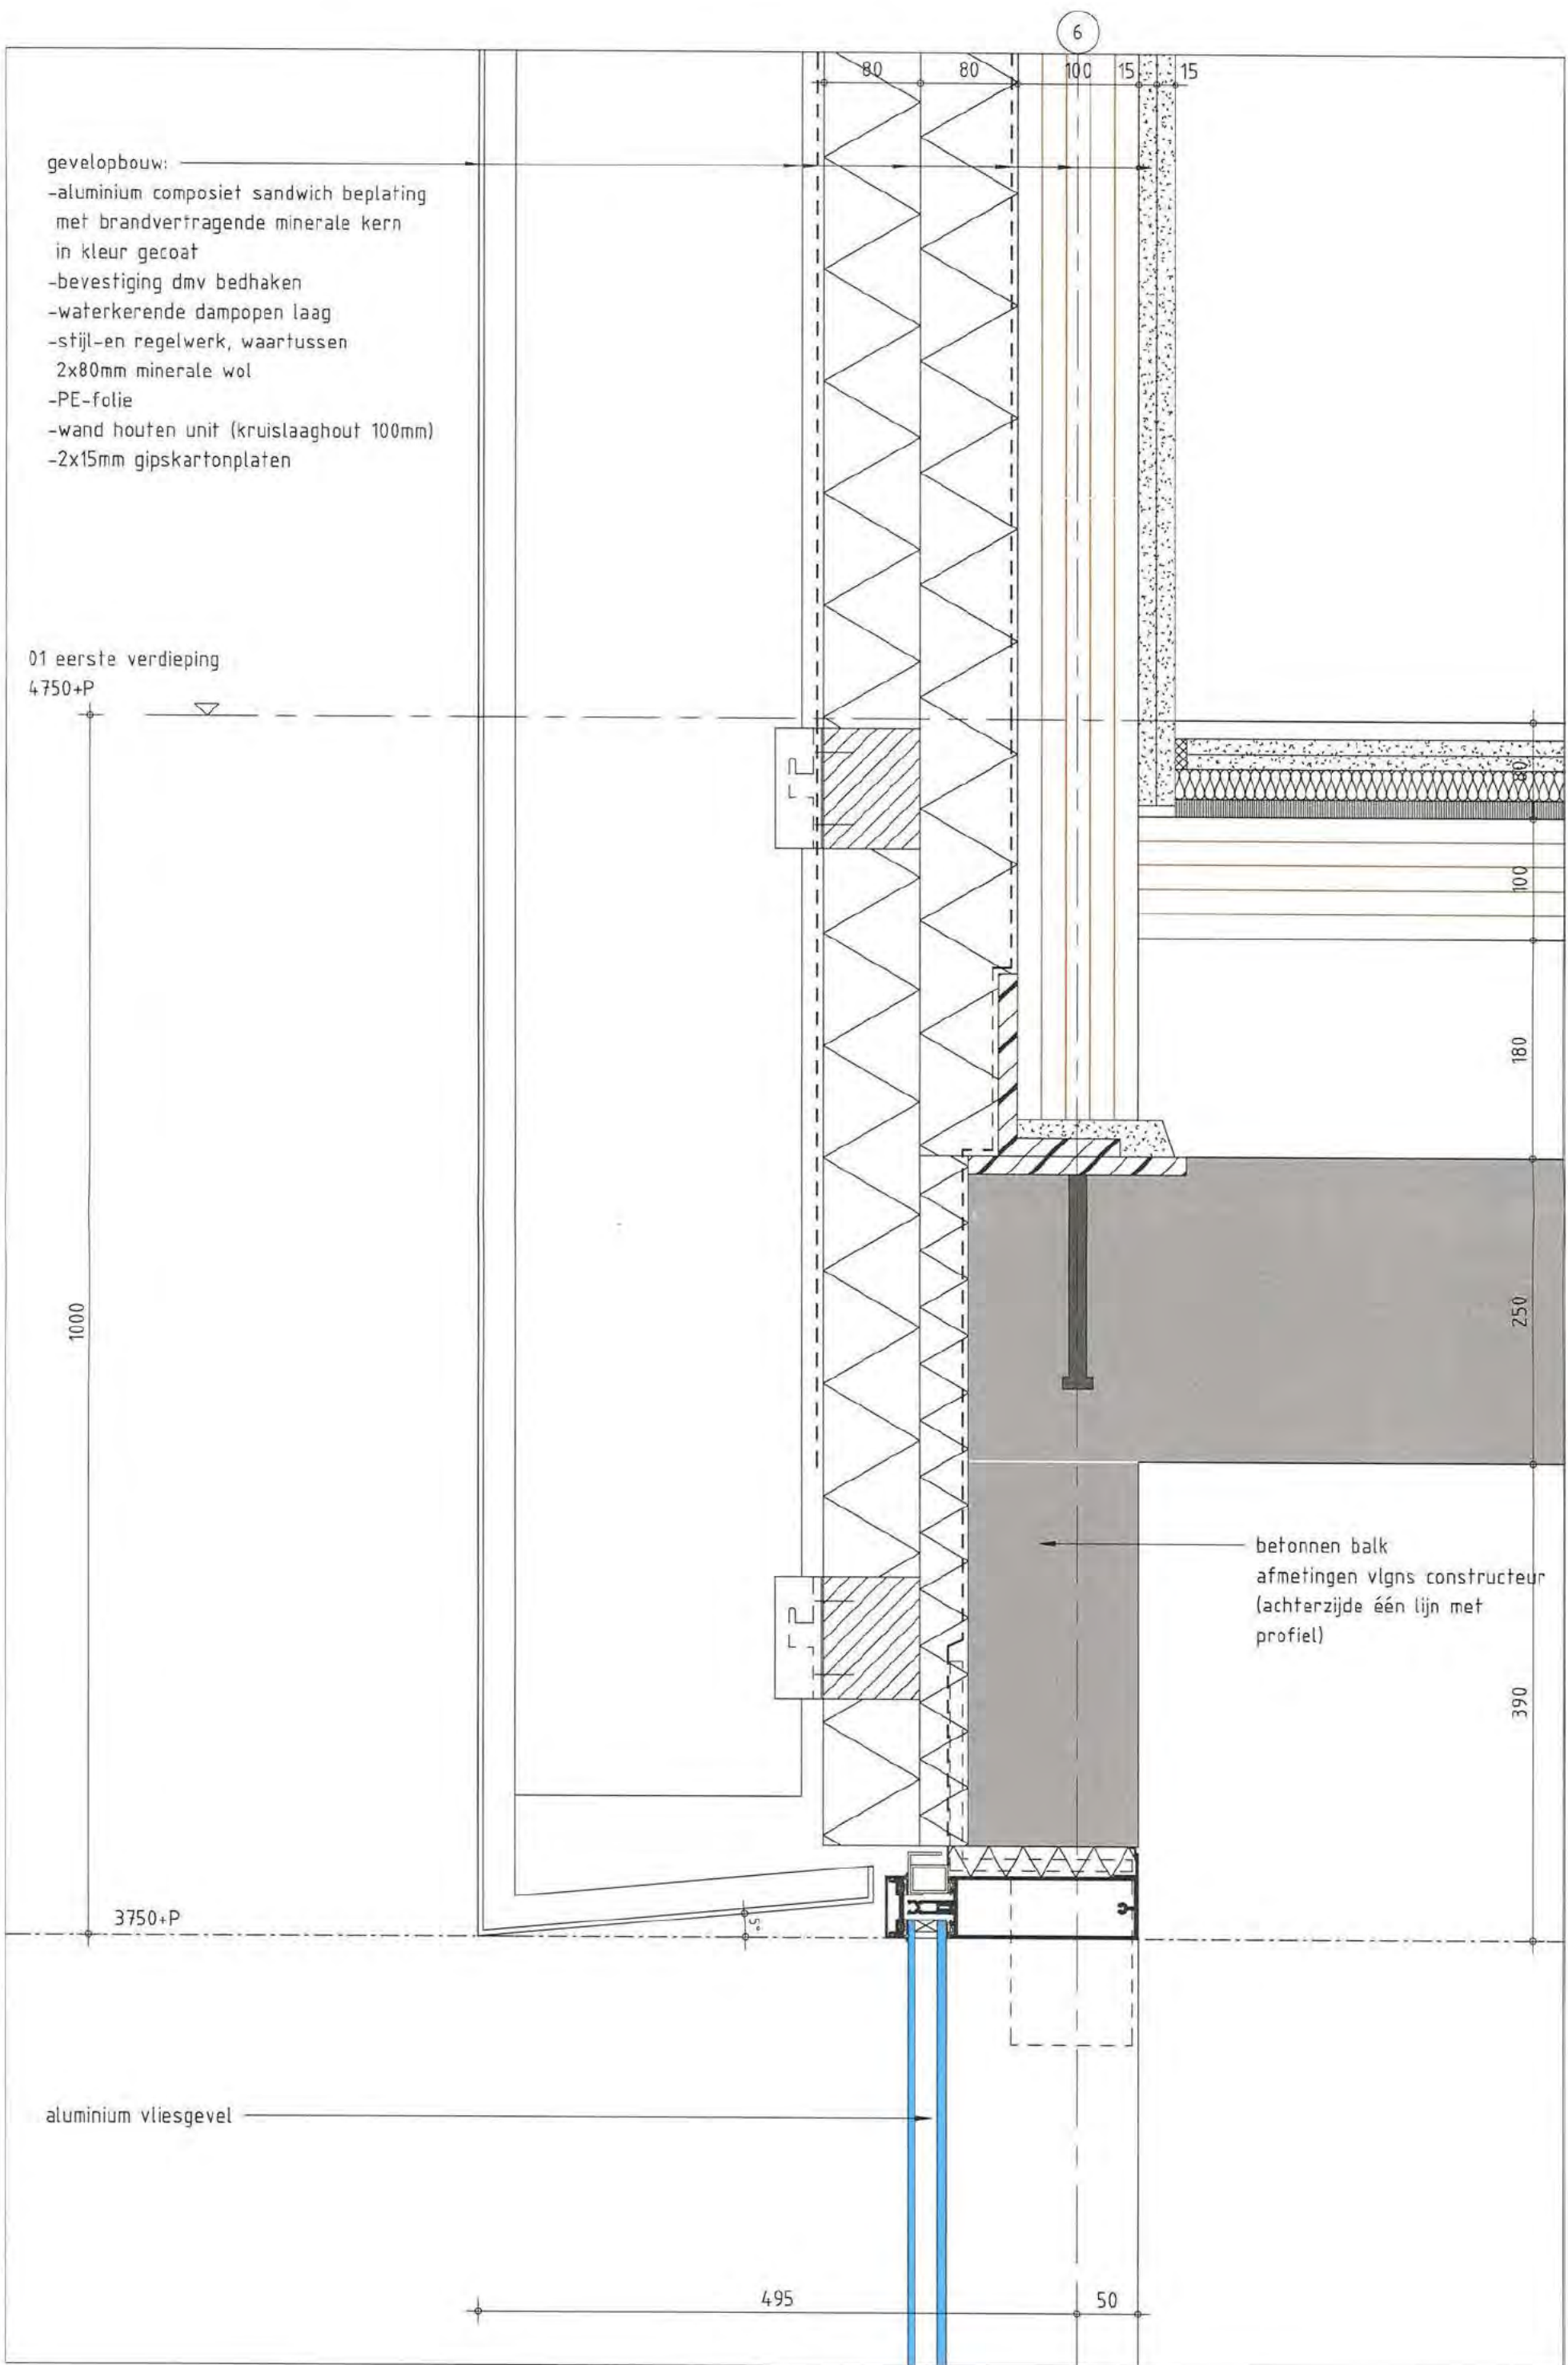 6
80 80 100 15 15
gevelopbouw:
-aluminium composiet sandwich beplating
met brandvertragende minerale kern
in kleur gecoat
-bevestiging dmv bedhaken
-waterkerende dampopen laag
-stijl-en regelwerk, waartussen
2x80mm minerale wol
-PE-folie
-wand houten unit (kruislaaghout 100mm)
-2x15mm gipskartonplaten
01 eerste verdieping
4750+P
80
100
180
1000
250
betonnen balk
afmetingen vlgns constructeur
(achterzijde één lijn met
profiel)
390
3750+P
5°
aluminium vliesgevel
495 50